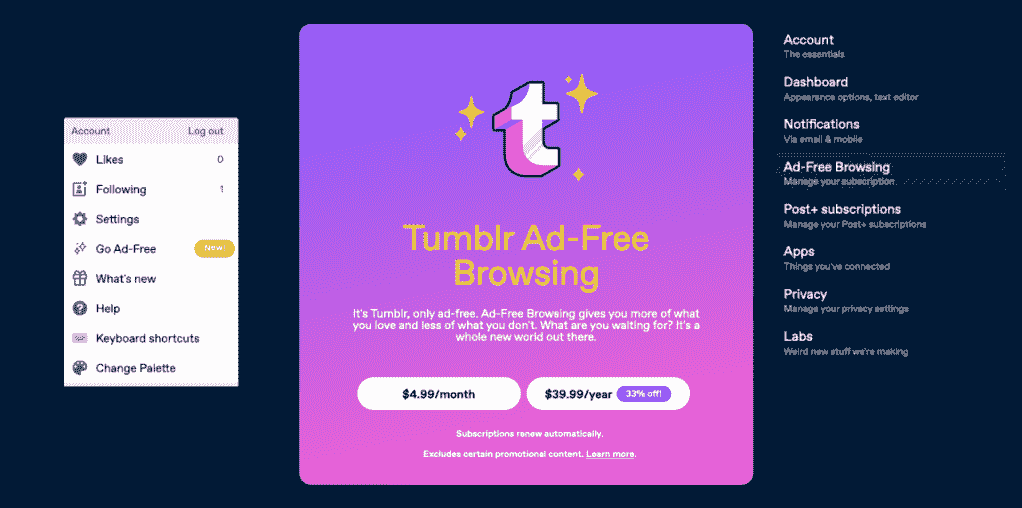 Account Log out
Likes 0
Following 1
Settings
Go Ad-Free New!
What's new
Help
Keyboard shortcuts
Change Palette
t
Tumblr Ad-Free
Browsing
It's Tumblr, only ad-free. Ad-Free Browsing gives you more of what
you love and less of what you don't. What are you waiting for? It's a
whole new world out there.
$4.99/month $39.99/year 33% off!
Subscriptions renew automatically.
Excludes certain promotional content. Learn more.
Account
The essentials
Dashboard
Appearance options, text editor
Notifications
Via email & mobile
Ad-Free Browsing
Manage your subscription
Post+ subscriptions
Manage your Post+ subscriptions
Apps
Things you've connected
Privacy
Manage your privacy settings
Labs
Weird new stuff we're making